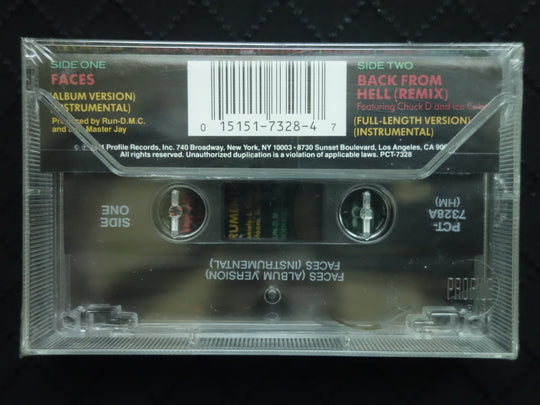 SIDE ONE
FACES
(ALBUM VERSION)
(INSTRUMENTAL)
Produced by Run-D.M.C.
and Jam Master Jay
0 15151-7328-4 7
SIDE TWO
BACK FROM
HELL (REMIX)
Featuring Chuck D and Ice Cube
(FULL-LENGTH VERSION)
(INSTRUMENTAL)
Profile Records, Inc. 740 Broadway, New York, NY 10003 • 8730 Sunset Boulevard, Los Angeles, CA
All rights reserved. Unauthorized duplication is a violation of applicable laws. PCT-7328
SIDE
ONE
PCT-
7328A
(HM)
FACES (ALBUM VERSION)
FACES (INSTRUMENTAL)